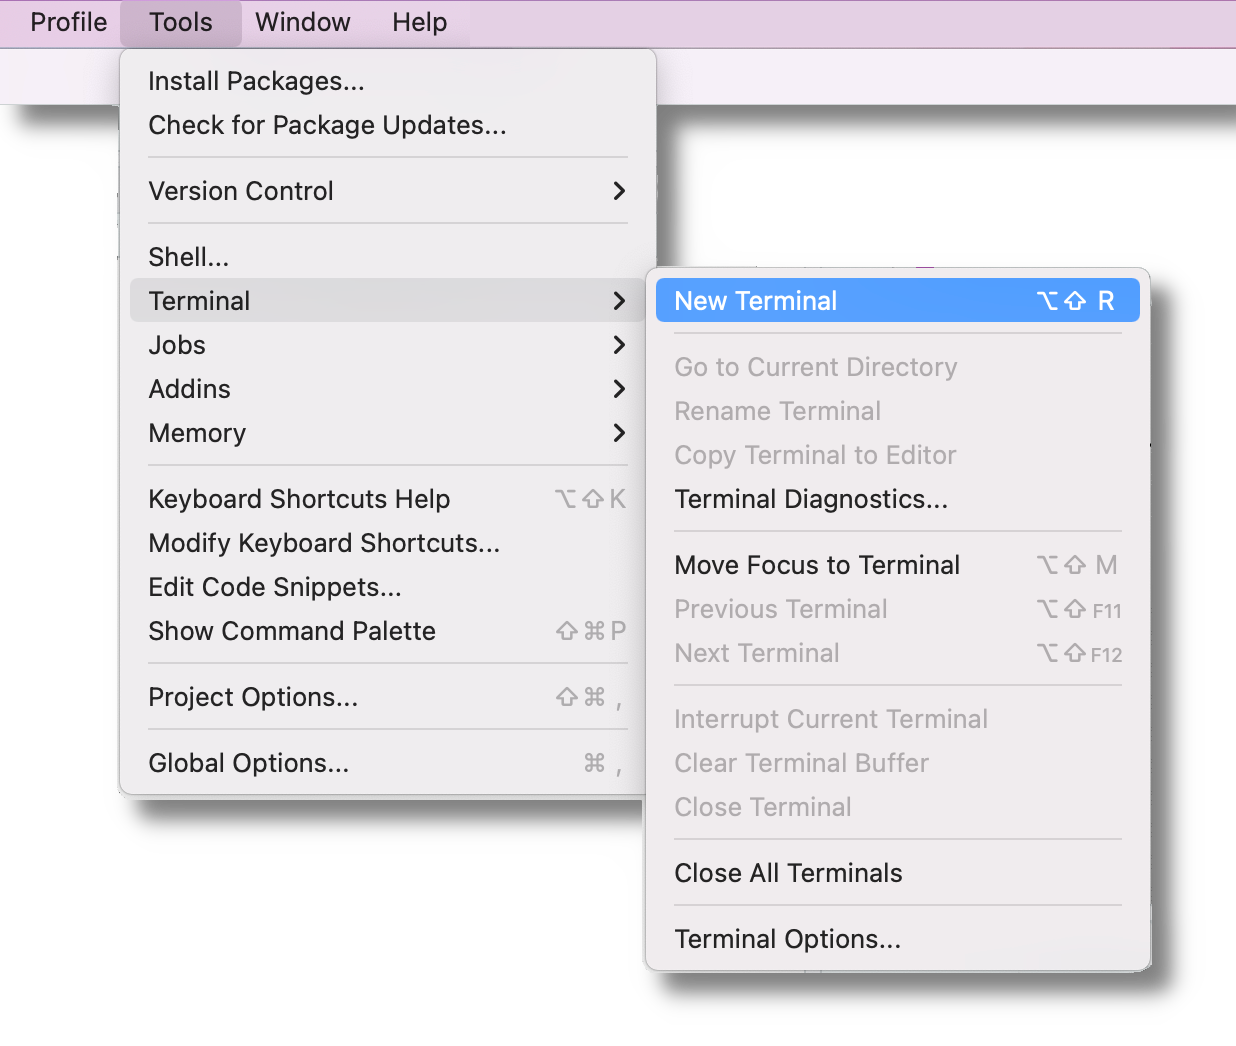 Profile Tools Window Help
Install Packages...
Check for Package Updates...
Version Control
Shell...
Terminal
Jobs
Addins
Memory
Keyboard Shortcuts Help ⌥⇧K
Modify Keyboard Shortcuts...
Edit Code Snippets...
Show Command Palette ⇧⌘P
Project Options... ⇧⌘,
Global Options... ⌘,
New Terminal ⌥⇧R
Go to Current Directory
Rename Terminal
Copy Terminal to Editor
Terminal Diagnostics...
Move Focus to Terminal ⌥⇧M
Previous Terminal ⌥⇧F11
Next Terminal ⌥⇧F12
Interrupt Current Terminal
Clear Terminal Buffer
Close Terminal
Close All Terminals
Terminal Options...